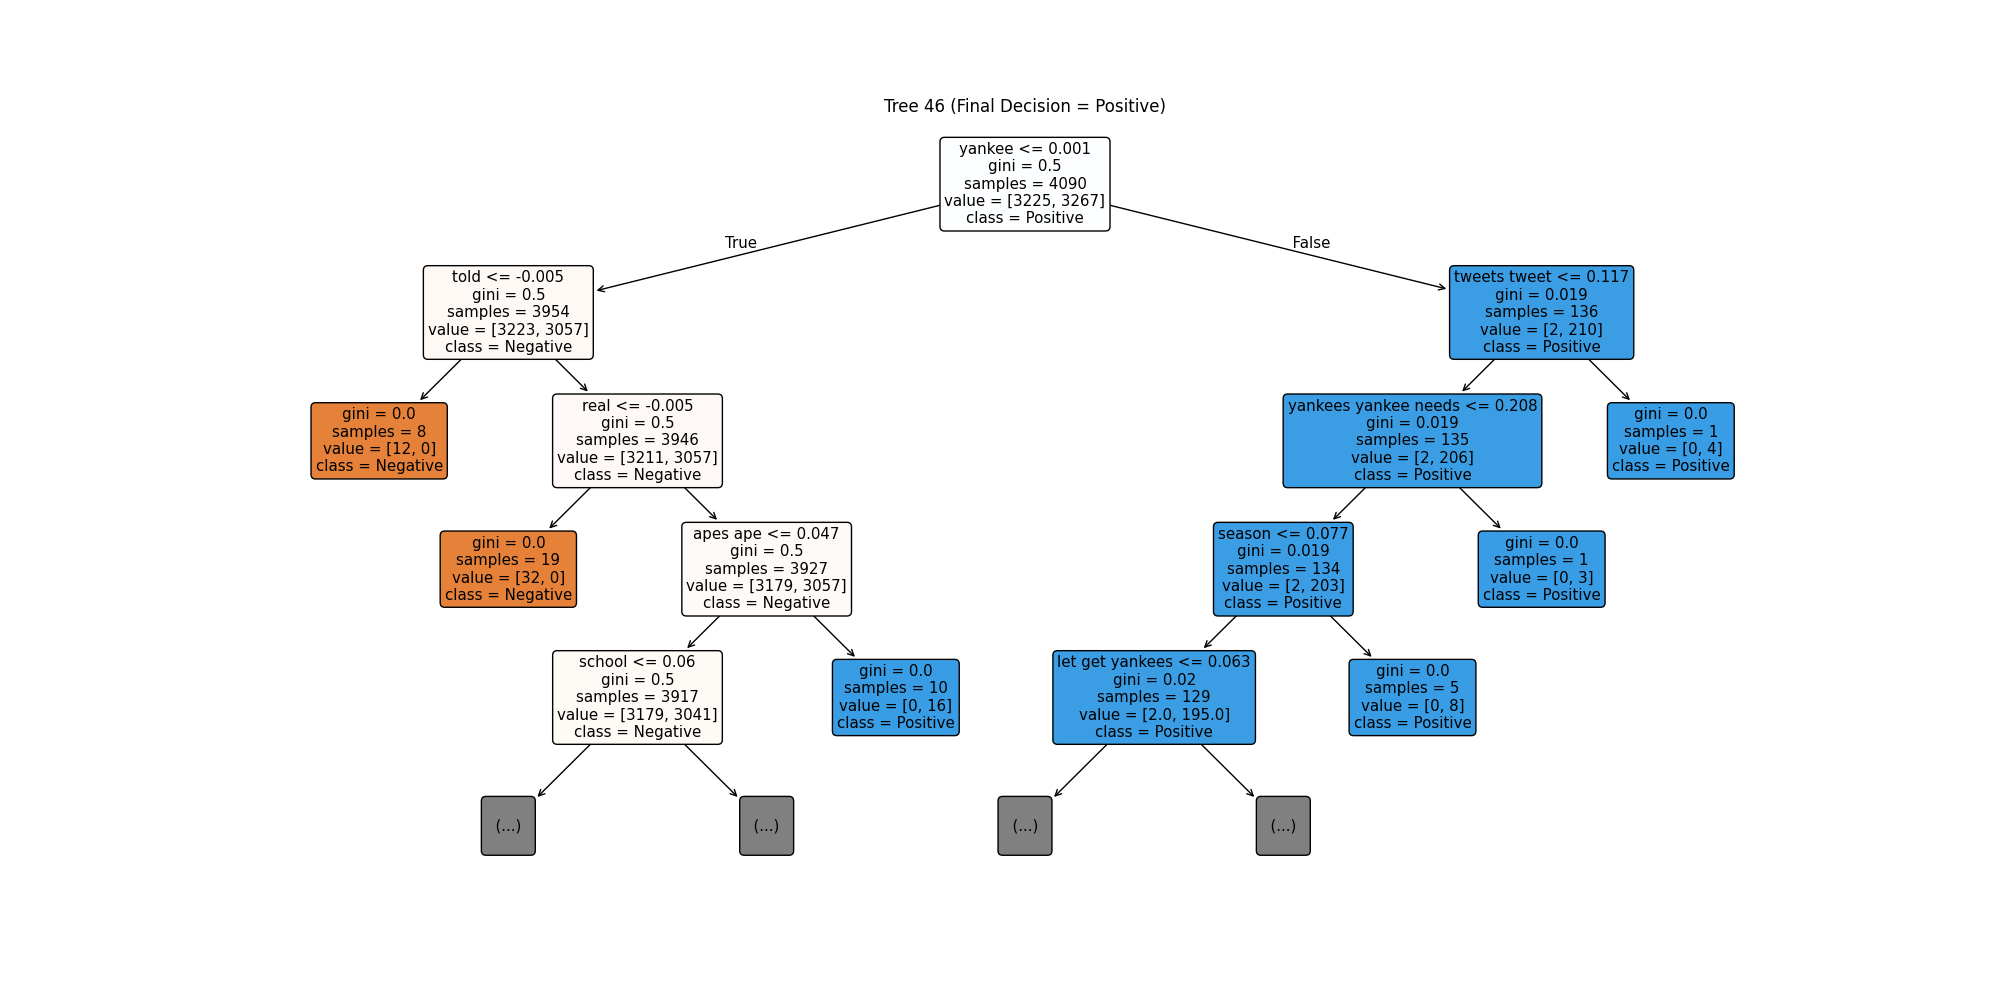 Tree 46 (Final Decision = Positive)
yankee <= 0.001
gini = 0.5
samples = 4090
value = [3225, 3267]
class = Positive
True
False
told <= -0.005
gini = 0.5
samples = 3954
value = [3223, 3057]
class = Negative
tweets tweet <= 0.117
gini = 0.019
samples = 136
value = [2, 210]
class = Positive
gini = 0.0
samples = 8
value = [12, 0]
class = Negative
real <= -0.005
gini = 0.5
samples = 3946
value = [3211, 3057]
class = Negative
yankees yankee needs <= 0.208
gini = 0.019
samples = 135
value = [2, 206]
class = Positive
gini = 0.0
samples = 1
value = [0, 4]
class = Positive
gini = 0.0
samples = 19
value = [32, 0]
class = Negative
apes ape <= 0.047
gini = 0.5
samples = 3927
value = [3179, 3057]
class = Negative
season <= 0.077
gini = 0.019
samples = 134
value = [2, 203]
class = Positive
gini = 0.0
samples = 1
value = [0, 3]
class = Positive
school <= 0.06
gini = 0.5
samples = 3917
value = [3179, 3041]
class = Negative
gini = 0.0
samples = 10
value = [0, 16]
class = Positive
let get yankees <= 0.063
gini = 0.02
samples = 129
value = [2.0, 195.0]
class = Positive
gini = 0.0
samples = 5
value = [0, 8]
class = Positive
(...)
(...)
(...)
(...)